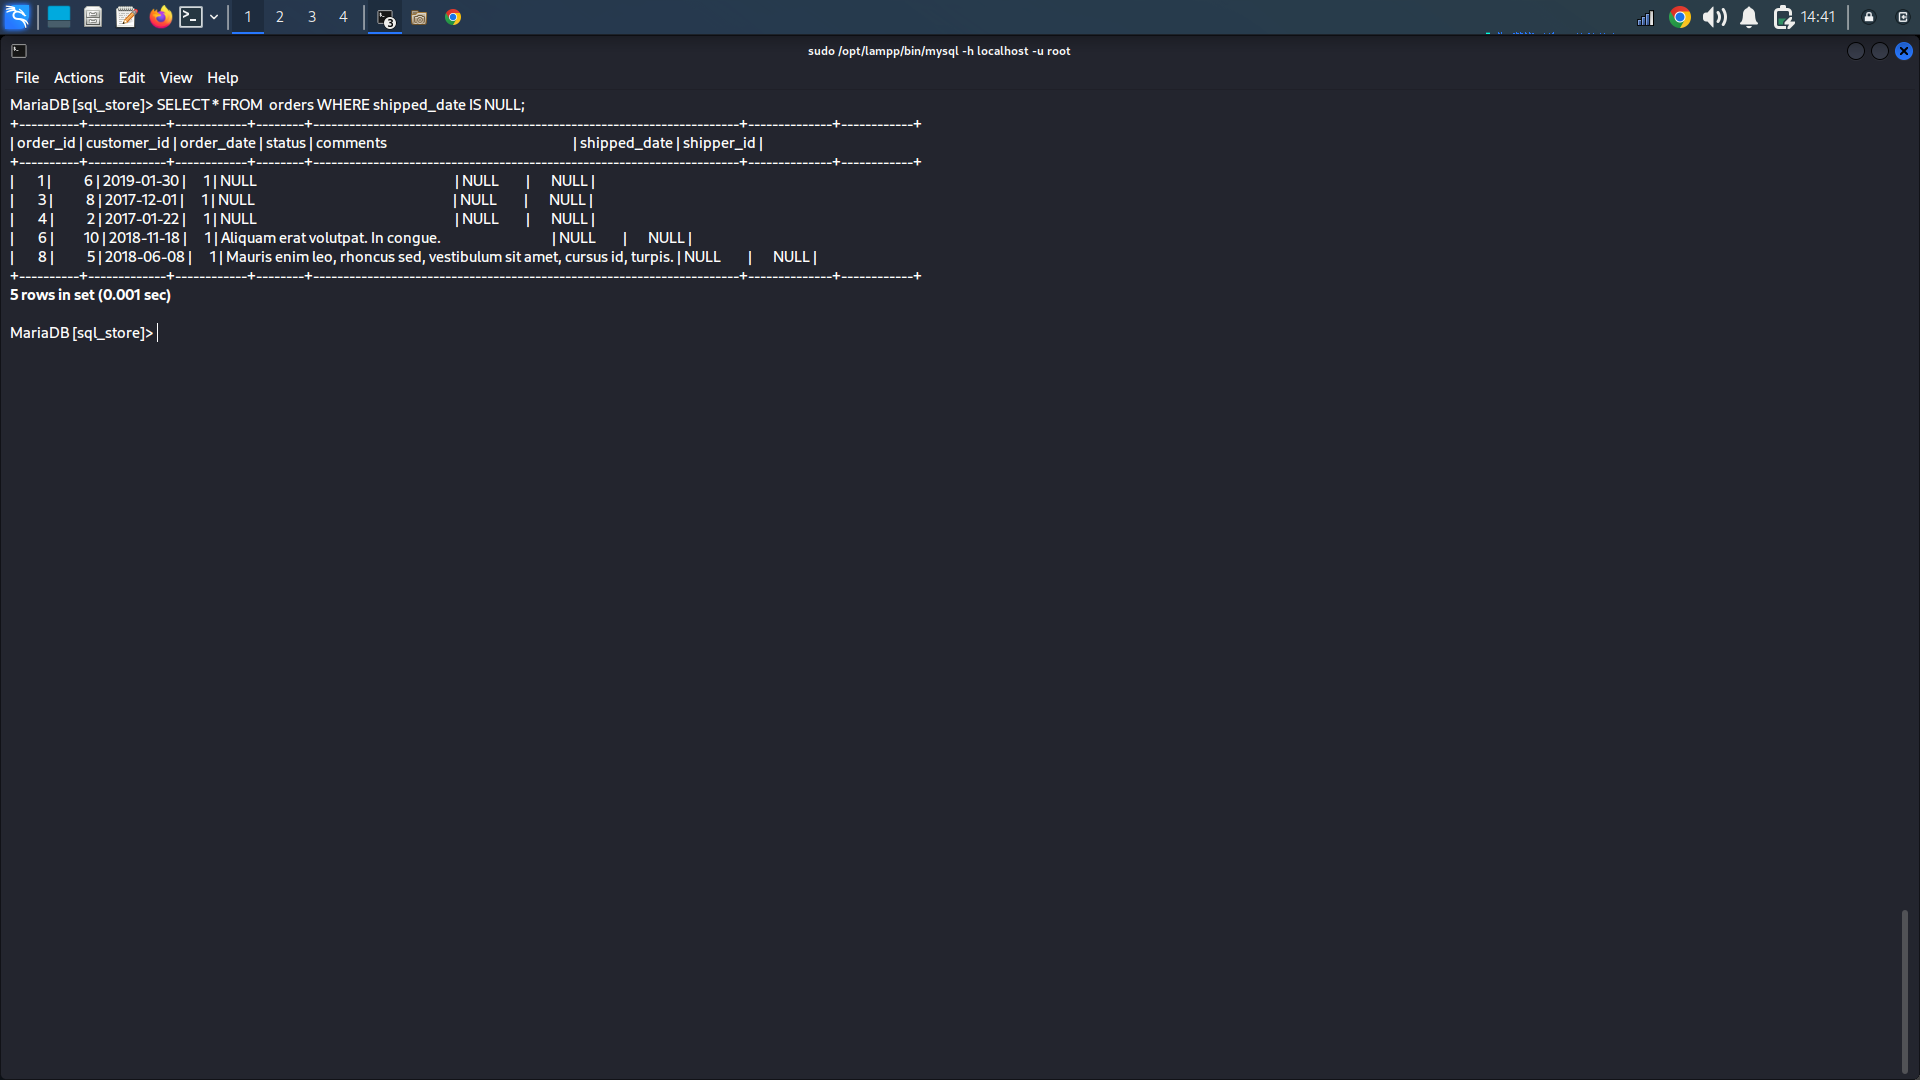 1 2 3 4 3 14:41
sudo /opt/lampp/bin/mysql -h localhost -u root
File Actions Edit View Help
MariaDB [sql_store]> SELECT * FROM  orders WHERE shipped_date IS NULL;
+----------+-------------+------------+--------+-----------------------------------------------------------------------+--------------+------------+
| order_id | customer_id | order_date | status | comments | shipped_date | shipper_id |
+----------+-------------+------------+--------+-----------------------------------------------------------------------+--------------+------------+
| 1 | 6 | 2019-01-30 | 1 | NULL | NULL | NULL |
| 3 | 8 | 2017-12-01 | 1 | NULL | NULL | NULL |
| 4 | 2 | 2017-01-22 | 1 | NULL | NULL | NULL |
| 6 | 10 | 2018-11-18 | 1 | Aliquam erat volutpat. In congue. | NULL | NULL |
| 8 | 5 | 2018-06-08 | 1 | Mauris enim leo, rhoncus sed, vestibulum sit amet, cursus id, turpis. | NULL | NULL |
+----------+-------------+------------+--------+-----------------------------------------------------------------------+--------------+------------+
5 rows in set (0.001 sec)
MariaDB [sql_store]>